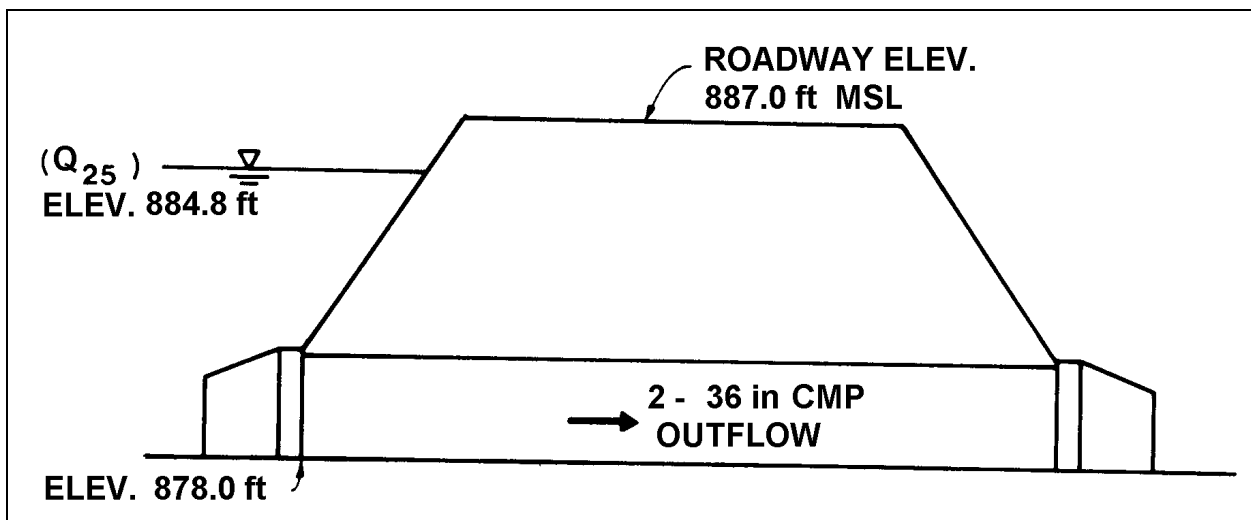 ROADWAY ELEV.
887.0 ft MSL
(Q25)
ELEV. 884.8 ft
2 - 36 in CMP
OUTFLOW
ELEV. 878.0 ft